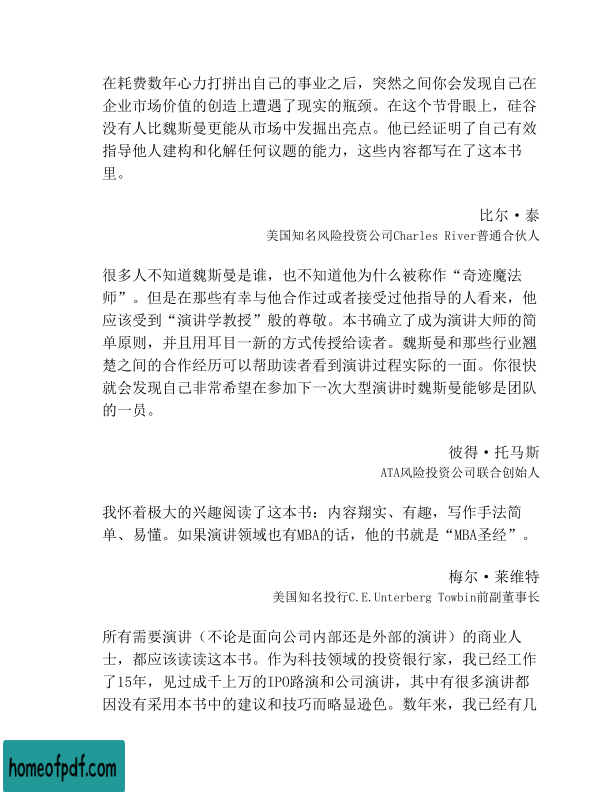 在耗费数年心力打拼出自己的事业之后，突然之间你会发现自己在
企业市场价值的创造上遭遇了现实的瓶颈。在这个节骨眼上，硅谷
没有人比魏斯曼更能从市场中发掘出亮点。他已经证明了自己有效
指导他人建构和化解任何议题的能力，这些内容都写在了这本书
里。
比尔·泰
美国知名风险投资公司Charles River普通合伙人
很多人不知道魏斯曼是谁，也不知道他为什么被称作“奇迹魔法
师”。但是在那些有幸与他合作过或者接受过他指导的人看来，他
应该受到“演讲学教授”般的尊敬。本书确立了成为演讲大师的简
单原则，并且用耳目一新的方式传授给读者。魏斯曼和那些行业翘
楚之间的合作经历可以帮助读者看到演讲过程实际的一面。你很快
就会发现自己非常希望在参加下一次大型演讲时魏斯曼能够是团队
的一员。
彼得·托马斯
ATA风险投资公司联合创始人
我怀着极大的兴趣阅读了这本书：内容翔实、有趣，写作手法简
单、易懂。如果演讲领域也有MBA的话，他的书就是“MBA圣经”。
梅尔·莱维特
美国知名投行C.E.Unterberg Towbin前副董事长
所有需要演讲（不论是面向公司内部还是外部的演讲）的商业人
士，都应该读读这本书。作为科技领域的投资银行家，我已经工作
了15年，见过成千上万的IPO路演和公司演讲，其中有很多演讲都
因没有采用本书中的建议和技巧而略显逊色。数年来，我已经有几
homeofpdf.com